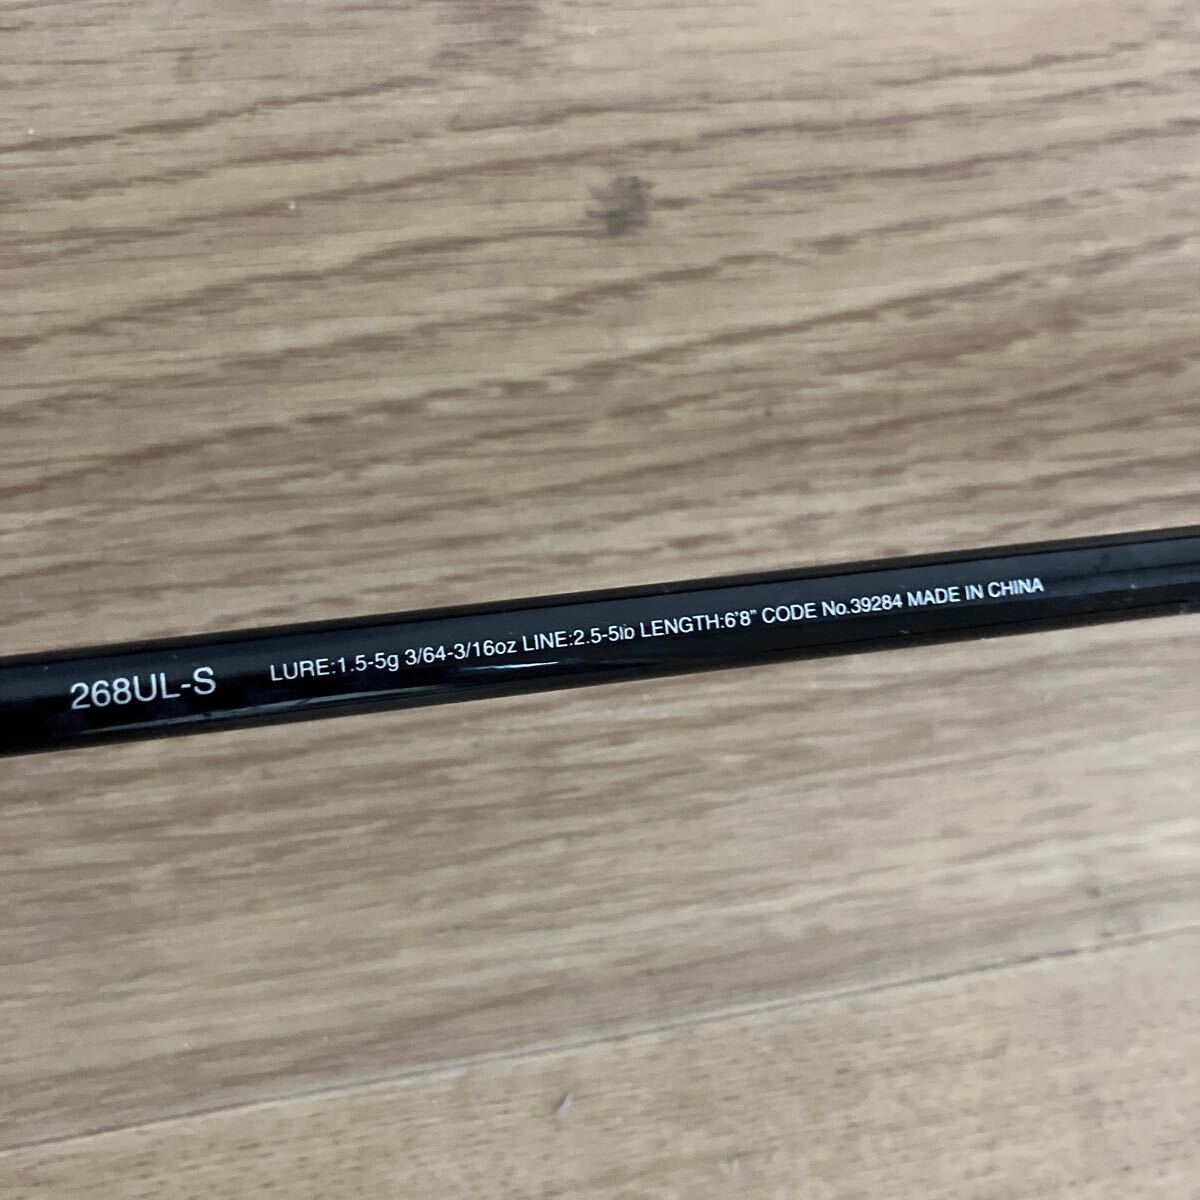 268UL-S LURE:1.5-5g 3/64-3/16oz LINE:2.5-5lb LENGTH:6'8" CODE No.39284 MADE IN CHINA